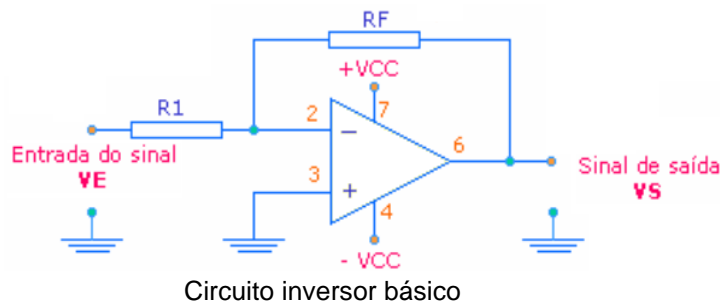 RF
+VCC
R1
2
7
−
6
Entrada do sinal
VE
3
+
Sinal de saída
VS
4
- VCC
Circuito inversor básico